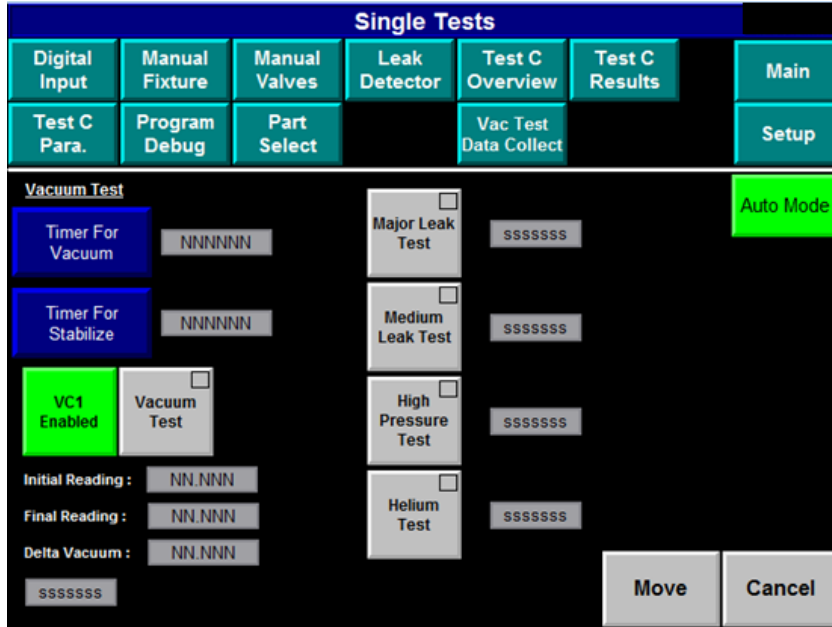 Single Tests
Digital
Input
Manual
Fixture
Manual
Valves
Leak
Detector
Test C
Overview
Test C
Results
Main
Test C
Para.
Program
Debug
Part
Select
Vac Test
Data Collect
Setup
Vacuum Test
Auto Mode
Timer For
Vacuum
NNNNNN
Major Leak
Test
sssssss
Timer For
Stabilize
NNNNNN
Medium
Leak Test
sssssss
VC1
Enabled
Vacuum
Test
High
Pressure
Test
sssssss
Initial Reading :
NN.NNN
Final Reading :
NN.NNN
Delta Vacuum :
NN.NNN
sssssss
Helium
Test
sssssss
Move
Cancel